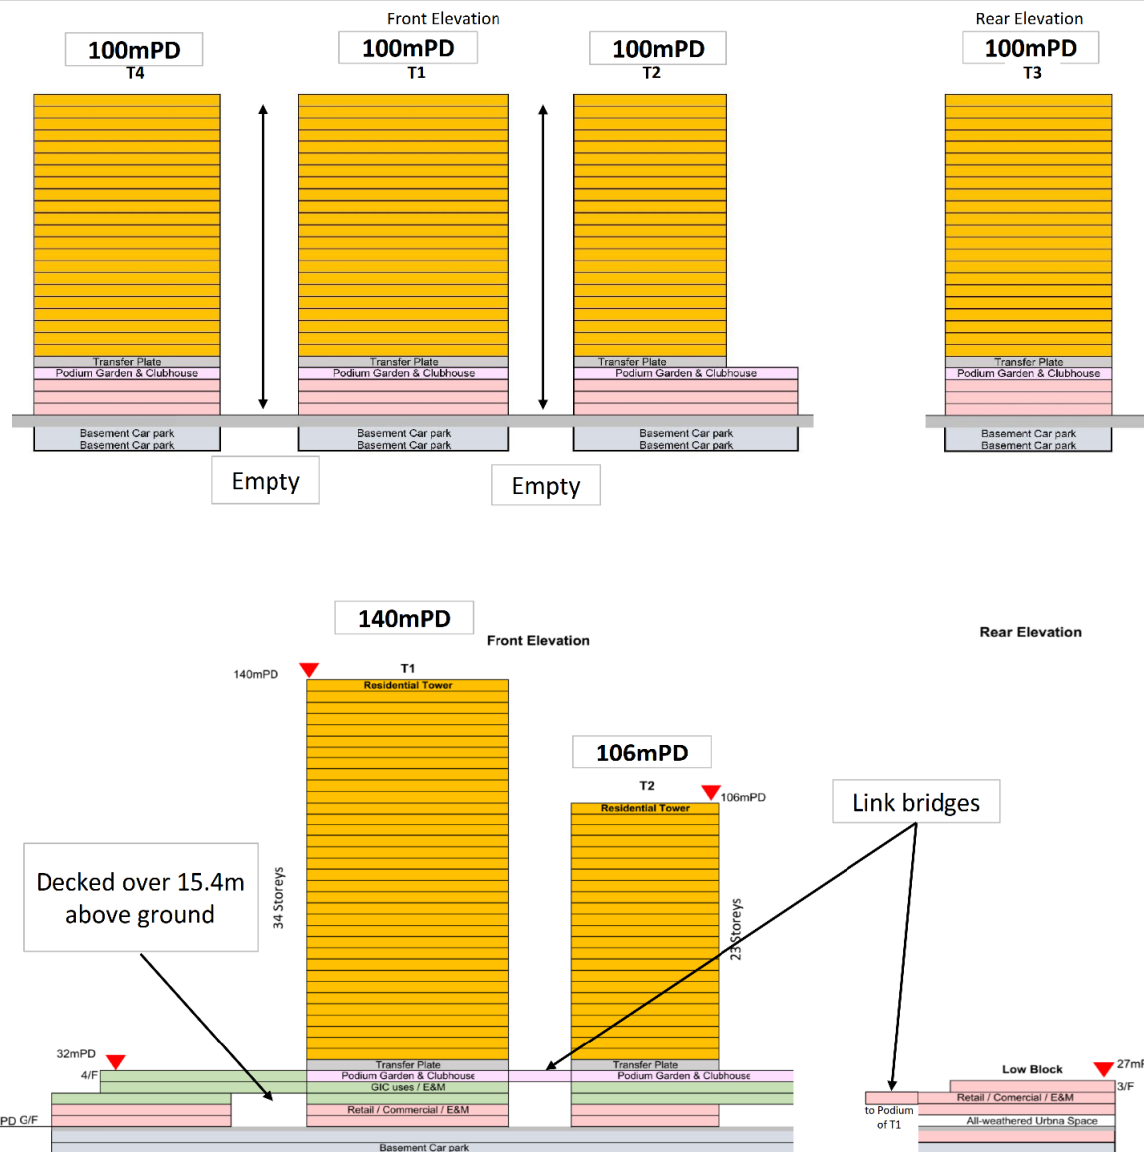 Front Elevation
Rear Elevation
100mPD
100mPD
100mPD
100mPD
T4
T1
T2
T3
Transfer Plate
Transfer Plate
Transfer Plate
Transfer Plate
Podium Garden & Clubhouse
Podium Garden & Clubhouse
Podium Garden & Clubhouse
Podium Garden & Clubhouse
Basement Car park
Basement Car park
Basement Car park
Basement Car park
Basement Car park
Basement Car park
Basement Car park
Basement Car park
Empty
Empty
140mPD
Front Elevation
Rear Elevation
140mPD
T1
Residential Tower
106mPD
T2
106mPD
Residential Tower
Link bridges
Decked over 15.4m
above ground
34 Storeys
23 Storeys
32mPD
4/F
Transfer Plate
Transfer Plate
Podium Garden & Clubhouse
Podium Garden & Clubhouse
GIC uses / E&M
Retail / Commercial / E&M
PD G/F
Basement Car park
Low Block
27mP
3/F
Retail / Comercial / E&M
to Podium
of T1
All-weathered Urbna Space